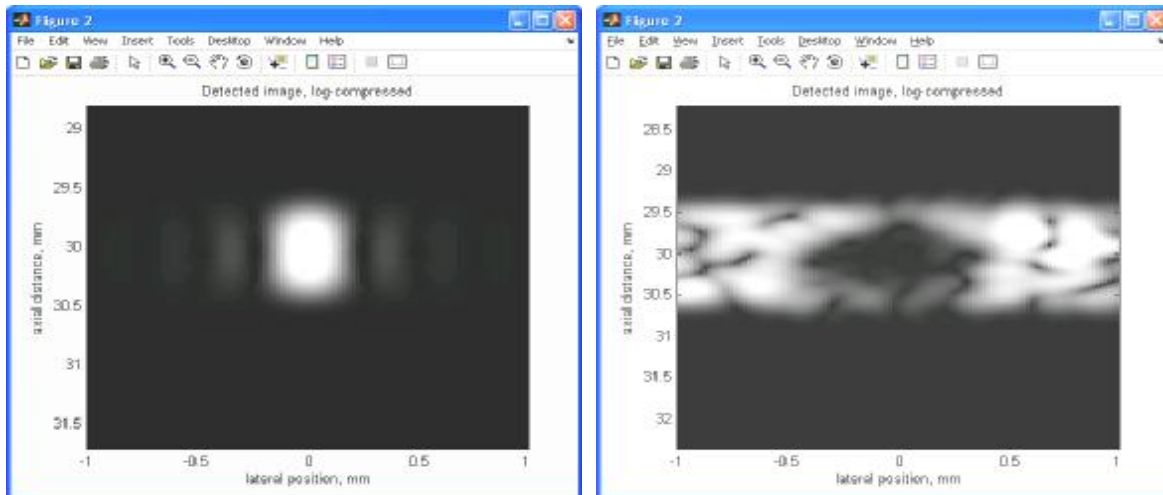 Figure 2
File Edit View Insert Tools Desktop Window Help
Detected image, log-compressed
29
29.5
30
30.5
31
31.5
axial distance, mm
-1 -0.5 0 0.5 1
lateral position, mm
Figure 2
File Edit View Insert Tools Desktop Window Help
Detected image, log-compressed
28.5
29
29.5
30
30.5
31
31.5
32
axial distance, mm
-1 -0.5 0 0.5 1
lateral position, mm